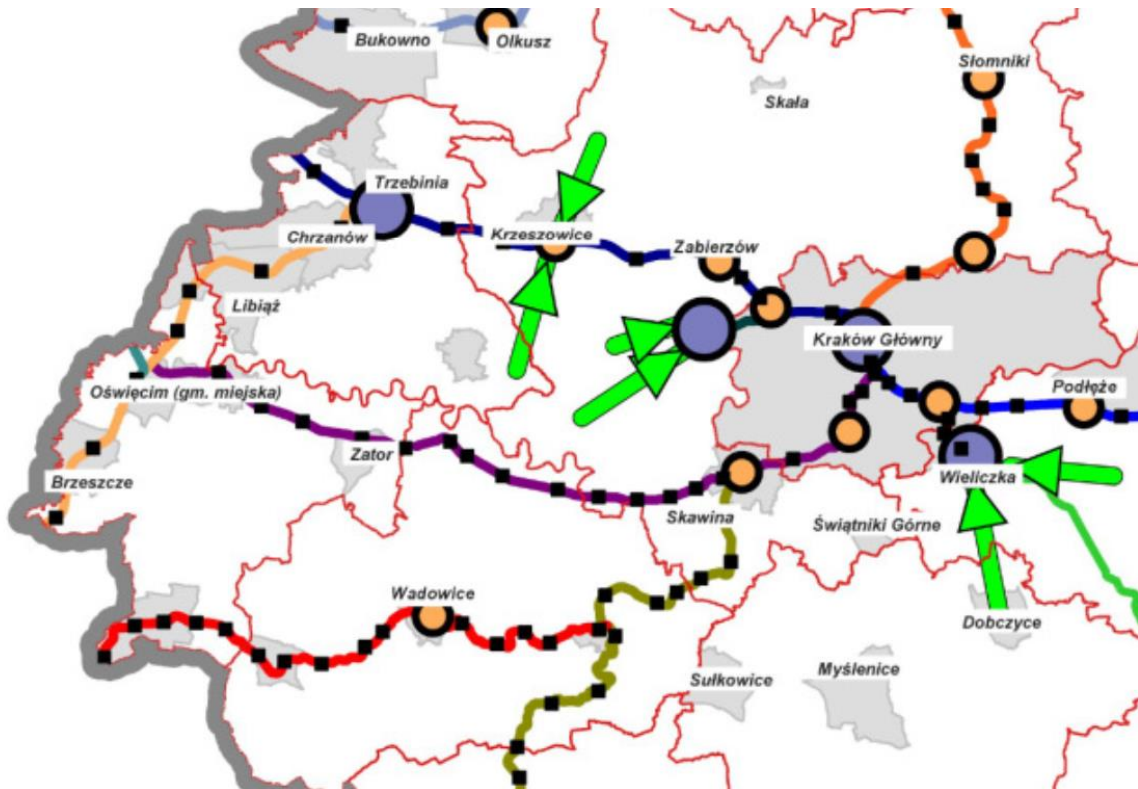 Bukowno
Olkusz
Słomniki
Skała
Trzebinia
Chrzanów
Krzeszowice
Zabierzów
Libiąż
Kraków Główny
Oświęcim (gm. miejska)
Podłęże
Zator
Brzeszcze
Wieliczka
Skawina
Świątniki Górne
Wadowice
Dobczyce
Sułkowice
Myślenice